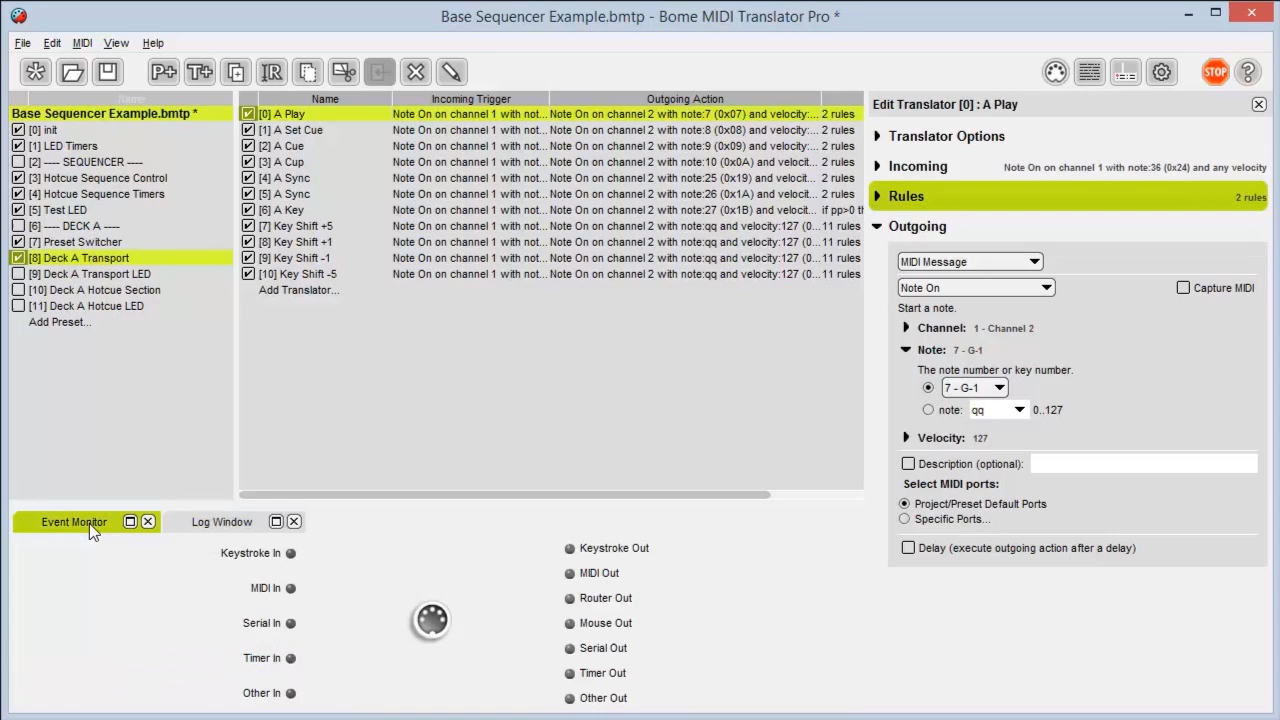 Base Sequencer Example.bmtp - Bome MIDI Translator Pro *
File Edit MIDI View Help
P+ T+ IR STOP ?
Name
Base Sequencer Example.bmtp *
[0] init
[1] LED Timers
[2] ---- SEQUENCER ----
[3] Hotcue Sequence Control
[4] Hotcue Sequence Timers
[5] Test LED
[6] ---- DECK A ----
[7] Preset Switcher
[8] Deck A Transport
[9] Deck A Transport LED
[10] Deck A Hotcue Section
[11] Deck A Hotcue LED
Add Preset...
Name Incoming Trigger Outgoing Action
[0] A Play Note On on channel 1 with not... Note On on channel 2 with note:7 (0x07) and velocity:... 2 rules
[1] A Set Cue Note On on channel 1 with not... Note On on channel 2 with note:8 (0x08) and velocity:... 2 rules
[2] A Cue Note On on channel 1 with not... Note On on channel 2 with note:9 (0x09) and velocity:... 2 rules
[3] A Cup Note On on channel 1 with not... Note On on channel 2 with note:10 (0x0A) and velocit... 2 rules
[4] A Sync Note On on channel 1 with not... Note On on channel 2 with note:25 (0x19) and velocit... 2 rules
[5] A Sync Note On on channel 1 with not... Note On on channel 2 with note:26 (0x1A) and velocit... 2 rules
[6] A Key Note On on channel 1 with not... Note On on channel 2 with note:27 (0x1B) and velocit... if pp>0 th
[7] Key Shift +5 Note On on channel 1 with not... Note On on channel 2 with note:qq and velocity:127 (0... 11 rules
[8] Key Shift +1 Note On on channel 1 with not... Note On on channel 2 with note:qq and velocity:127 (0... 11 rules
[9] Key Shift -1 Note On on channel 1 with not... Note On on channel 2 with note:qq and velocity:127 (0... 11 rules
[10] Key Shift -5 Note On on channel 1 with not... Note On on channel 2 with note:qq and velocity:127 (0... 11 rules
Add Translator...
Edit Translator [0] : A Play
Translator Options
Incoming Note On on channel 1 with note:36 (0x24) and any velocity
Rules 2 rules
Outgoing
MIDI Message
Note On Capture MIDI
Start a note.
Channel: 1 - Channel 2
Note: 7 - G-1
The note number or key number.
7 - G-1
note: qq 0..127
Velocity: 127
Description (optional):
Select MIDI ports:
Project/Preset Default Ports
Specific Ports...
Delay (execute outgoing action after a delay)
Event Monitor Log Window
Keystroke In
MIDI In
Serial In
Timer In
Other In
Keystroke Out
MIDI Out
Router Out
Mouse Out
Serial Out
Timer Out
Other Out